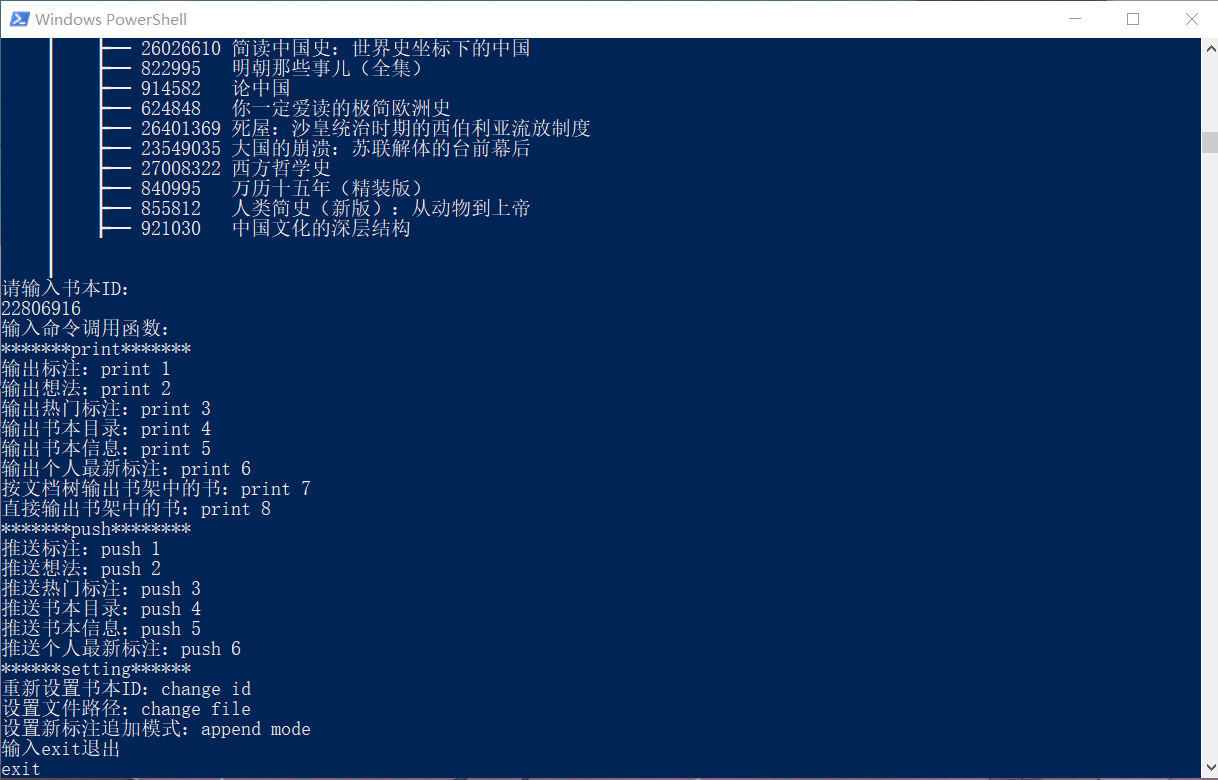 Windows PowerShell
26026610 简读中国史：世界史坐标下的中国
822995 明朝那些事儿（全集）
914582 论中国
624848 你一定爱读的极简欧洲史
26401369 死屋：沙皇统治时期的西伯利亚流放制度
23549035 大国的崩溃：苏联解体的台前幕后
27008322 西方哲学史
840995 万历十五年（精装版）
855812 人类简史（新版）：从动物到上帝
921030 中国文化的深层结构
请输入书本ID：
22806916
输入命令调用函数：
*******print*******
输出标注：print 1
输出想法：print 2
输出热门标注：print 3
输出书本目录：print 4
输出书本信息：print 5
输出个人最新标注：print 6
按文档树输出书架中的书：print 7
直接输出书架中的书：print 8
*******push********
推送标注：push 1
推送想法：push 2
推送热门标注：push 3
推送书本目录：push 4
推送书本信息：push 5
推送个人最新标注：push 6
******setting******
重新设置书本ID：change id
设置文件路径：change file
设置新标注追加模式：append mode
输入exit退出
exit